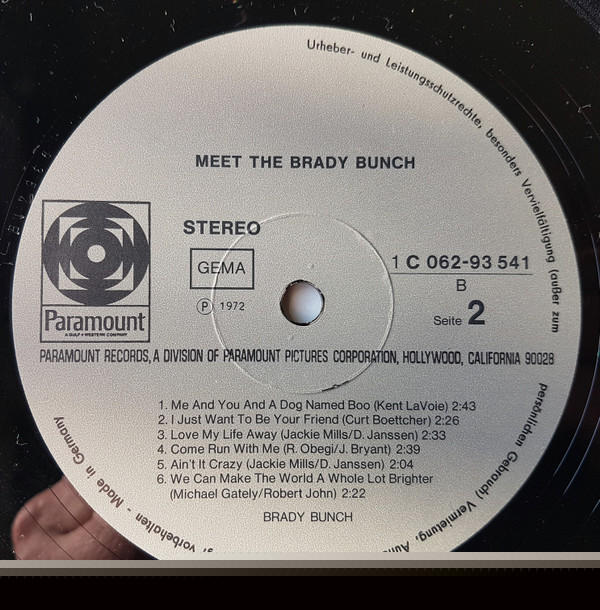 Urheber- und Leistungsschutzrechte, besonders Vervielfältigung (außer zum
persönlichen Gebrauch) Vermietung,
vorbehalten - Made in Germany
MEET THE BRADY BUNCH
STEREO
GEMA
Ⓟ 1972
1 C 062-93 541
B
Seite 2
Paramount
A GULF+WESTERN COMPANY
PARAMOUNT RECORDS, A DIVISION OF PARAMOUNT PICTURES CORPORATION, HOLLYWOOD, CALIFORNIA 90028
1. Me And You And A Dog Named Boo (Kent LaVoie) 2:43
2. I Just Want To Be Your Friend (Curt Boettcher) 2:26
3. Love My Life Away (Jackie Mills/D. Janssen) 2:33
4. Come Run With Me (R. Obegi/J. Bryant) 2:39
5. Ain't It Crazy (Jackie Mills/D. Janssen) 2:04
6. We Can Make The World A Whole Lot Brighter
(Michael Gately/Robert John) 2:22
BRADY BUNCH